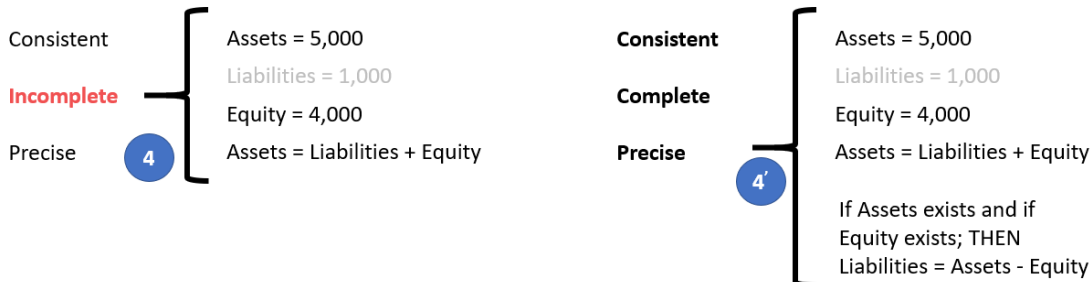 Consistent
Incomplete
Precise
4
Assets = 5,000
Liabilities = 1,000
Equity = 4,000
Assets = Liabilities + Equity
Consistent
Complete
Precise
4′
Assets = 5,000
Liabilities = 1,000
Equity = 4,000
Assets = Liabilities + Equity
If Assets exists and if
Equity exists; THEN
Liabilities = Assets - Equity